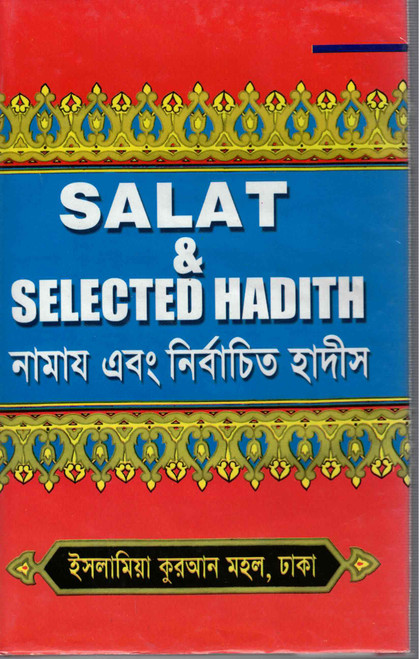 SALAT
&
SELECTED HADITH
নামায এবং নির্বাচিত হাদীস
ইসলামিয়া কুরআন মহল, ঢাকা